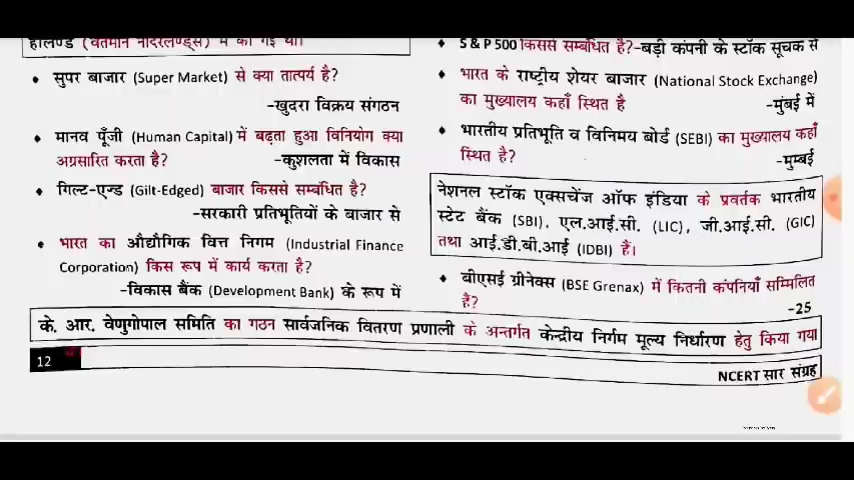 हॉलैण्ड (वर्तमान नीदरलैण्ड्स) में की गई थी।
♦ सुपर बाजार (Super Market) से क्या तात्पर्य है?
-खुदरा विक्रय संगठन
♦ मानव पूँजी (Human Capital) में बढ़ता हुआ विनियोग क्या
अग्रसारित करता है? -कुशलता में विकास
♦ गिल्ट-एन्ड (Gilt-Edged) बाजार किससे सम्बंधित है?
-सरकारी प्रतिभूतियों के बाजार से
♦ भारत का औद्योगिक वित्त निगम (Industrial Finance
Corporation) किस रूप में कार्य करता है?
-विकास बैंक (Development Bank) के रूप में
♦ S & P 500 किससे सम्बंधित है?-बड़ी कंपनी के स्टॉक सूचक से
♦ भारत के राष्ट्रीय शेयर बाजार (National Stock Exchange)
का मुख्यालय कहाँ स्थित है -मुंबई में
♦ भारतीय प्रतिभूति व विनिमय बोर्ड (SEBI) का मुख्यालय कहाँ
स्थित है? -मुम्बई
नेशनल स्टॉक एक्सचेंज ऑफ इंडिया के प्रवर्तक भारतीय
स्टेट बैंक (SBI), एल.आई.सी. (LIC), जी.आई.सी. (GIC)
तथा आई.डी.बी.आई (IDBI) हैं।
♦ बीएसई ग्रीनेक्स (BSE Grenax) में कितनी कंपनियाँ सम्मिलित
हैं? -25
के. आर. वेणुगोपाल समिति का गठन सार्वजनिक वितरण प्रणाली के अन्तर्गत केन्द्रीय निर्गम मूल्य निर्धारण हेतु किया गया
12
NCERT सार संग्रह